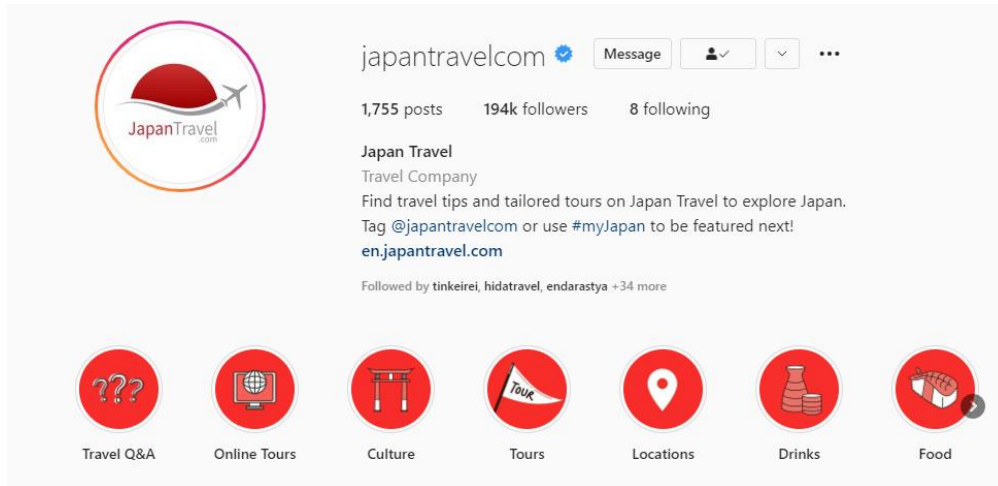 JapanTravel
.com
japantravelcom Message
1,755 posts 194k followers 8 following
Japan Travel
Travel Company
Find travel tips and tailored tours on Japan Travel to explore Japan.
Tag @japantravelcom or use #myJapan to be featured next!
en.japantravel.com
Followed by tinkeirei, hidatravel, endarastya +34 more
???
TOUR
Travel Q&A Online Tours Culture Tours Locations Drinks Food